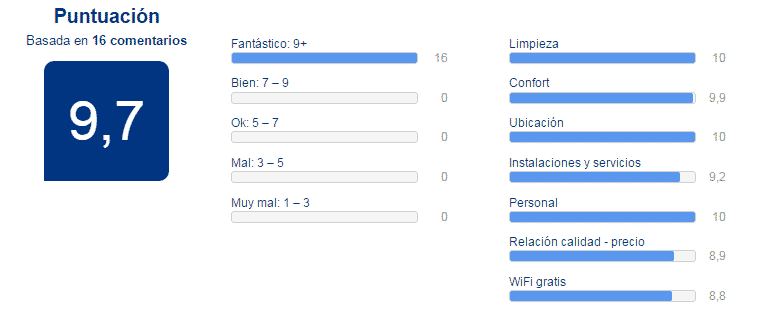 Puntuación
Basada en 16 comentarios
9,7
Fantástico: 9+
16
Bien: 7 – 9
0
Ok: 5 – 7
0
Mal: 3 – 5
0
Muy mal: 1 – 3
0
Limpieza
10
Confort
9,9
Ubicación
10
Instalaciones y servicios
9,2
Personal
10
Relación calidad - precio
8,9
WiFi gratis
8,8